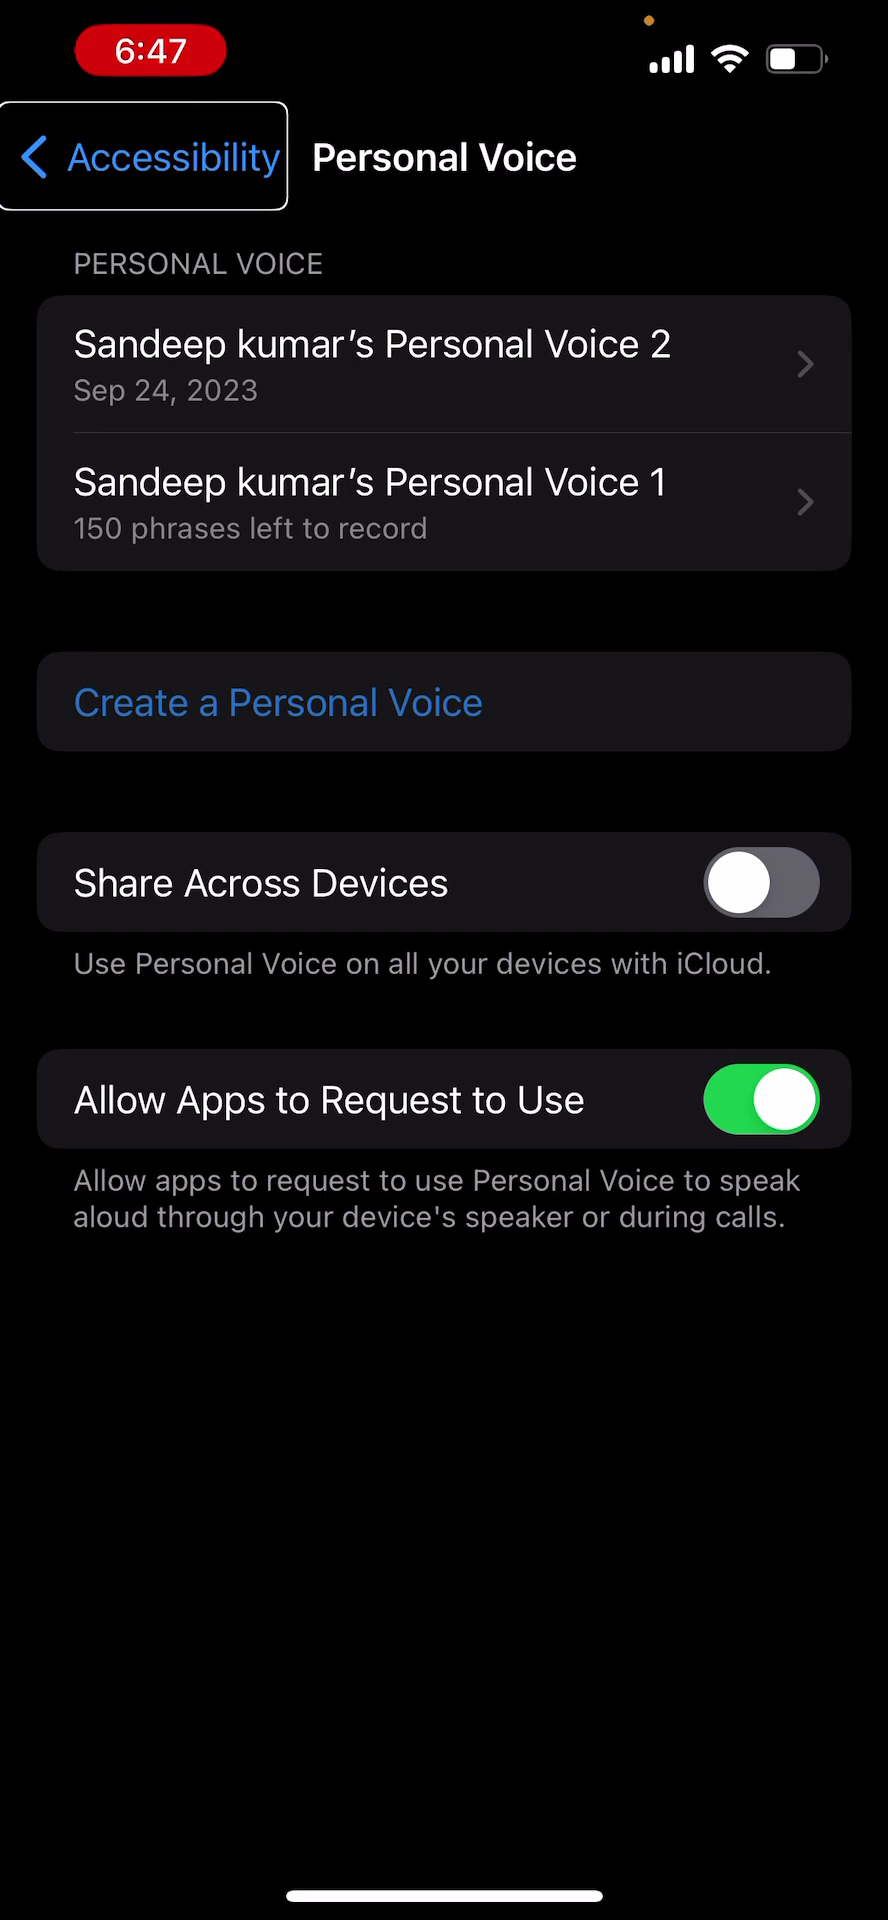 6:47
Accessibility Personal Voice
PERSONAL VOICE
Sandeep kumar’s Personal Voice 2
Sep 24, 2023
Sandeep kumar’s Personal Voice 1
150 phrases left to record
Create a Personal Voice
Share Across Devices
Use Personal Voice on all your devices with iCloud.
Allow Apps to Request to Use
Allow apps to request to use Personal Voice to speak
aloud through your device's speaker or during calls.